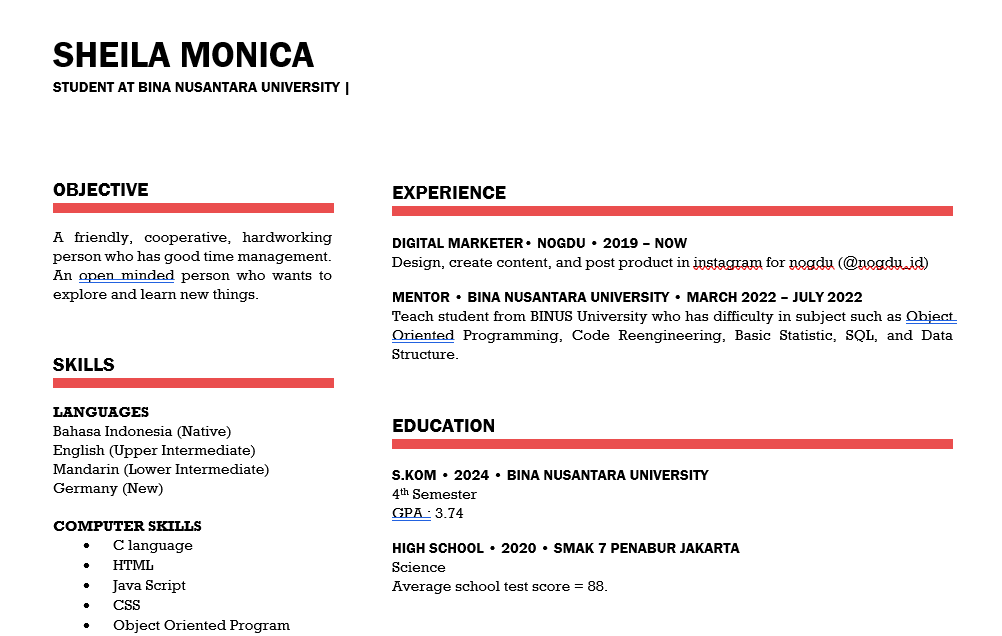 SHEILA MONICA
STUDENT AT BINA NUSANTARA UNIVERSITY |
OBJECTIVE
A friendly, cooperative, hardworking
person who has good time management.
An open minded person who wants to
explore and learn new things.
SKILLS
LANGUAGES
Bahasa Indonesia (Native)
English (Upper Intermediate)
Mandarin (Lower Intermediate)
Germany (New)
COMPUTER SKILLS
• C language
• HTML
• Java Script
• CSS
• Object Oriented Program
EXPERIENCE
DIGITAL MARKETER• NOGDU • 2019 – NOW
Design, create content, and post product in instagram for nogdu (@nogdu_id)
MENTOR • BINA NUSANTARA UNIVERSITY • MARCH 2022 – JULY 2022
Teach student from BINUS University who has difficulty in subject such as Object
Oriented Programming, Code Reengineering, Basic Statistic, SQL, and Data
Structure.
EDUCATION
S.KOM • 2024 • BINA NUSANTARA UNIVERSITY
4th Semester
GPA : 3.74
HIGH SCHOOL • 2020 • SMAK 7 PENABUR JAKARTA
Science
Average school test score = 88.